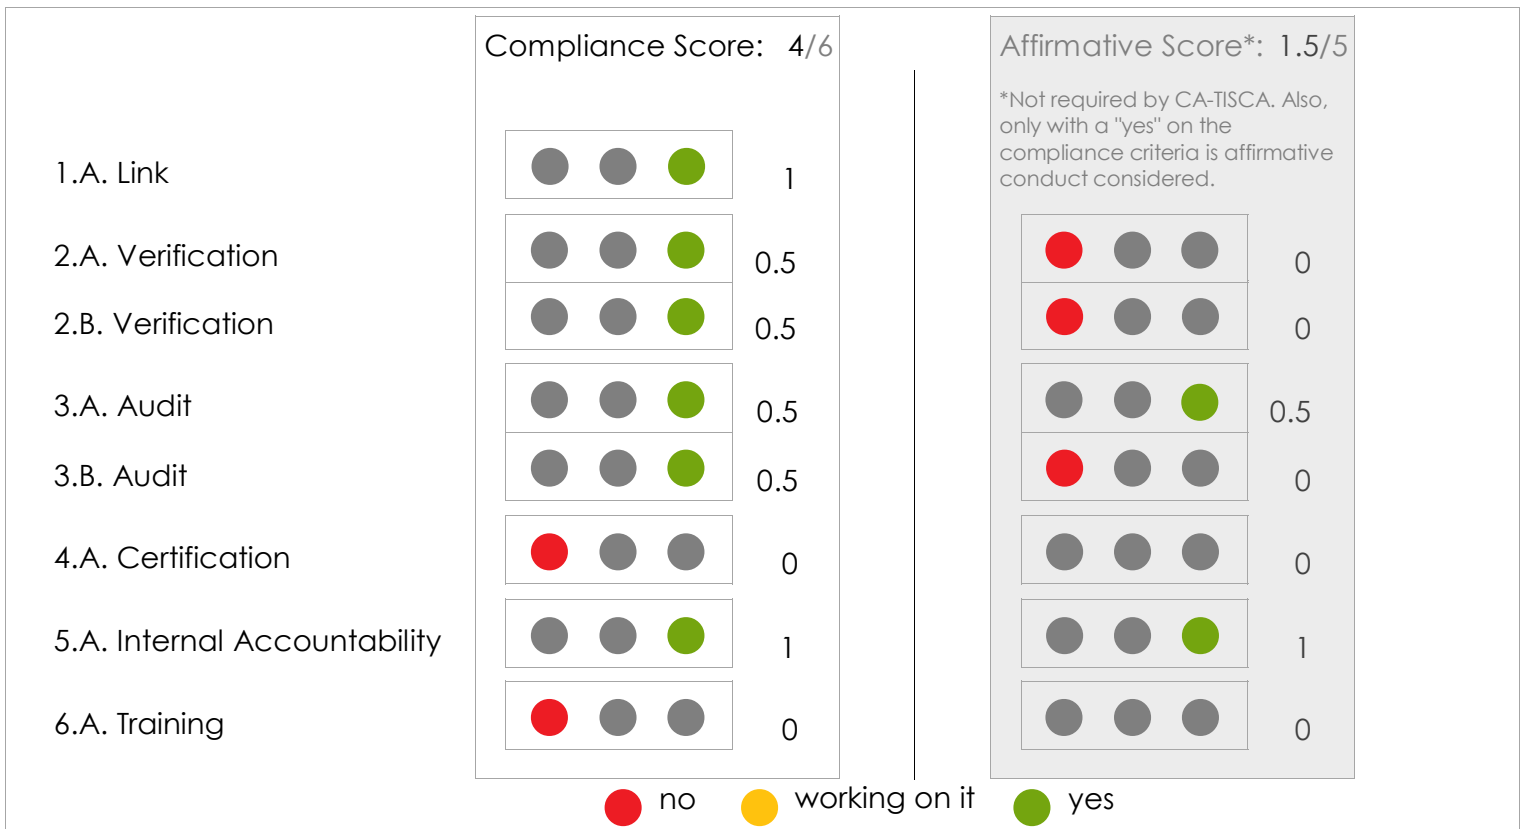 Compliance Score: 4/6
Affirmative Score*: 1.5/5
*Not required by CA-TISCA. Also,
only with a "yes" on the
compliance criteria is affirmative
conduct considered.
1.A. Link 1
2.A. Verification 0.5 0
2.B. Verification 0.5 0
3.A. Audit 0.5 0.5
3.B. Audit 0.5 0
4.A. Certification 0 0
5.A. Internal Accountability 1 1
6.A. Training 0 0
no working on it yes